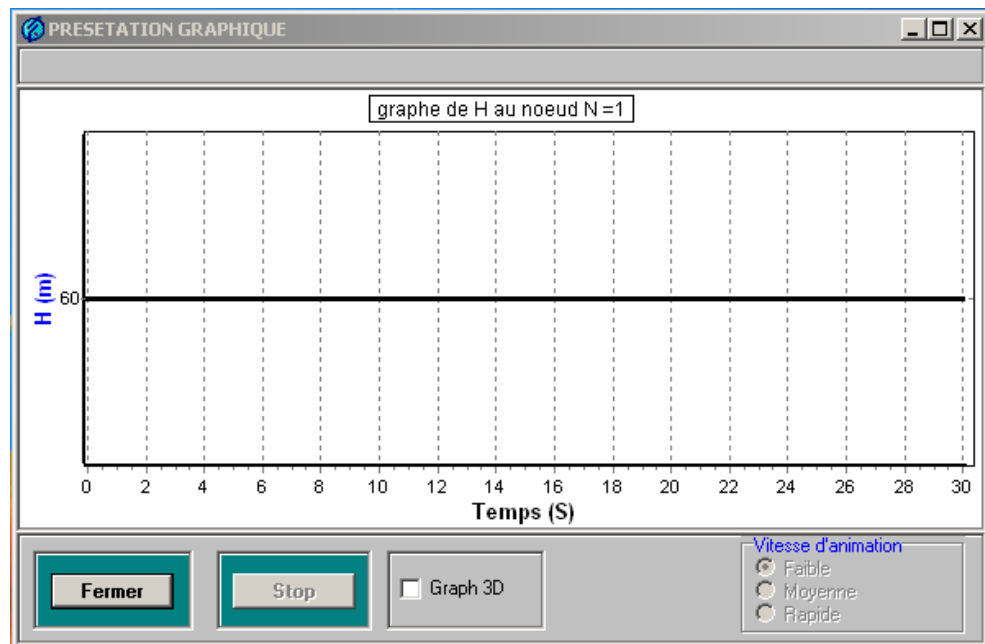 PRESETATION GRAPHIQUE
graphe de H au noeud N =1
H (m)
60
0 2 4 6 8 10 12 14 16 18 20 22 24 26 28 30
Temps (S)
Fermer
Stop
Graph 3D
Vitesse d'animation
Faible
Moyenne
Rapide